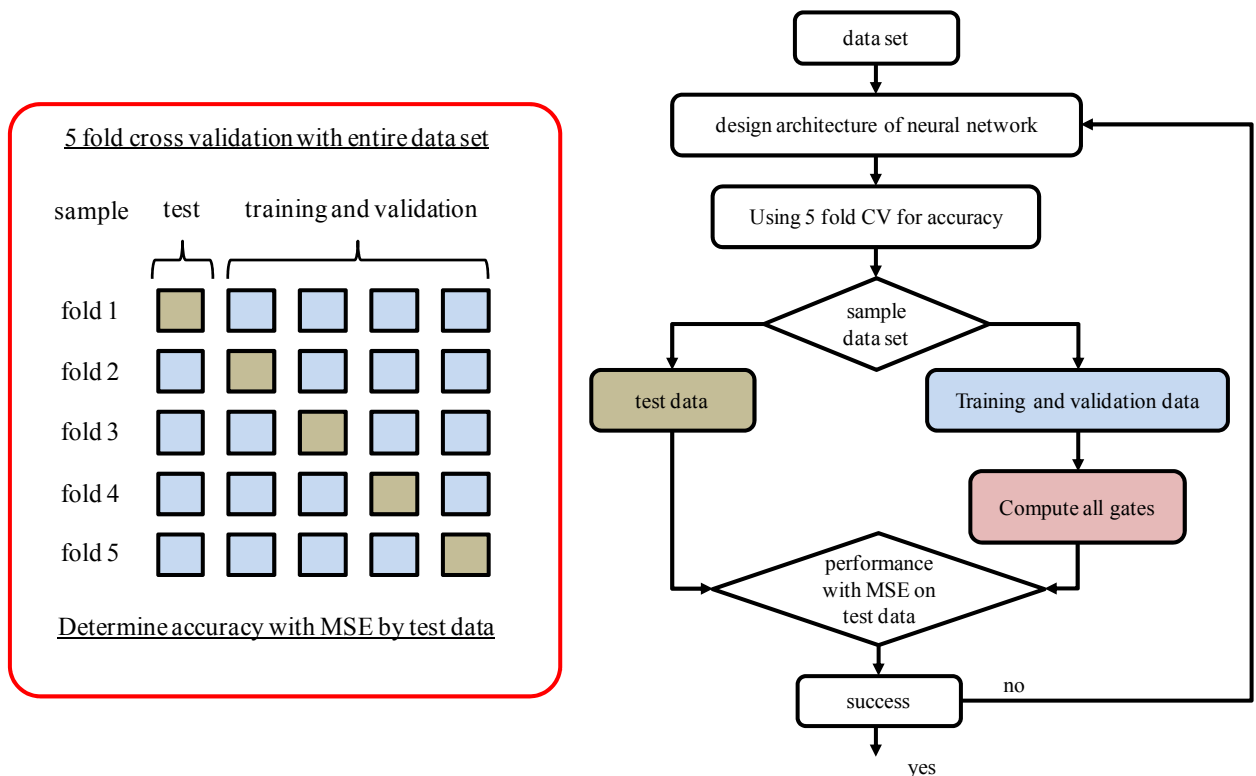 5 fold cross validation with entire data set
sample test training and validation
fold 1
fold 2
fold 3
fold 4
fold 5
Determine accuracy with MSE by test data
data set
design architecture of neural network
Using 5 fold CV for accuracy
sample
data set
test data
Training and validation data
Compute all gates
performance
with MSE on
test data
success
no
yes